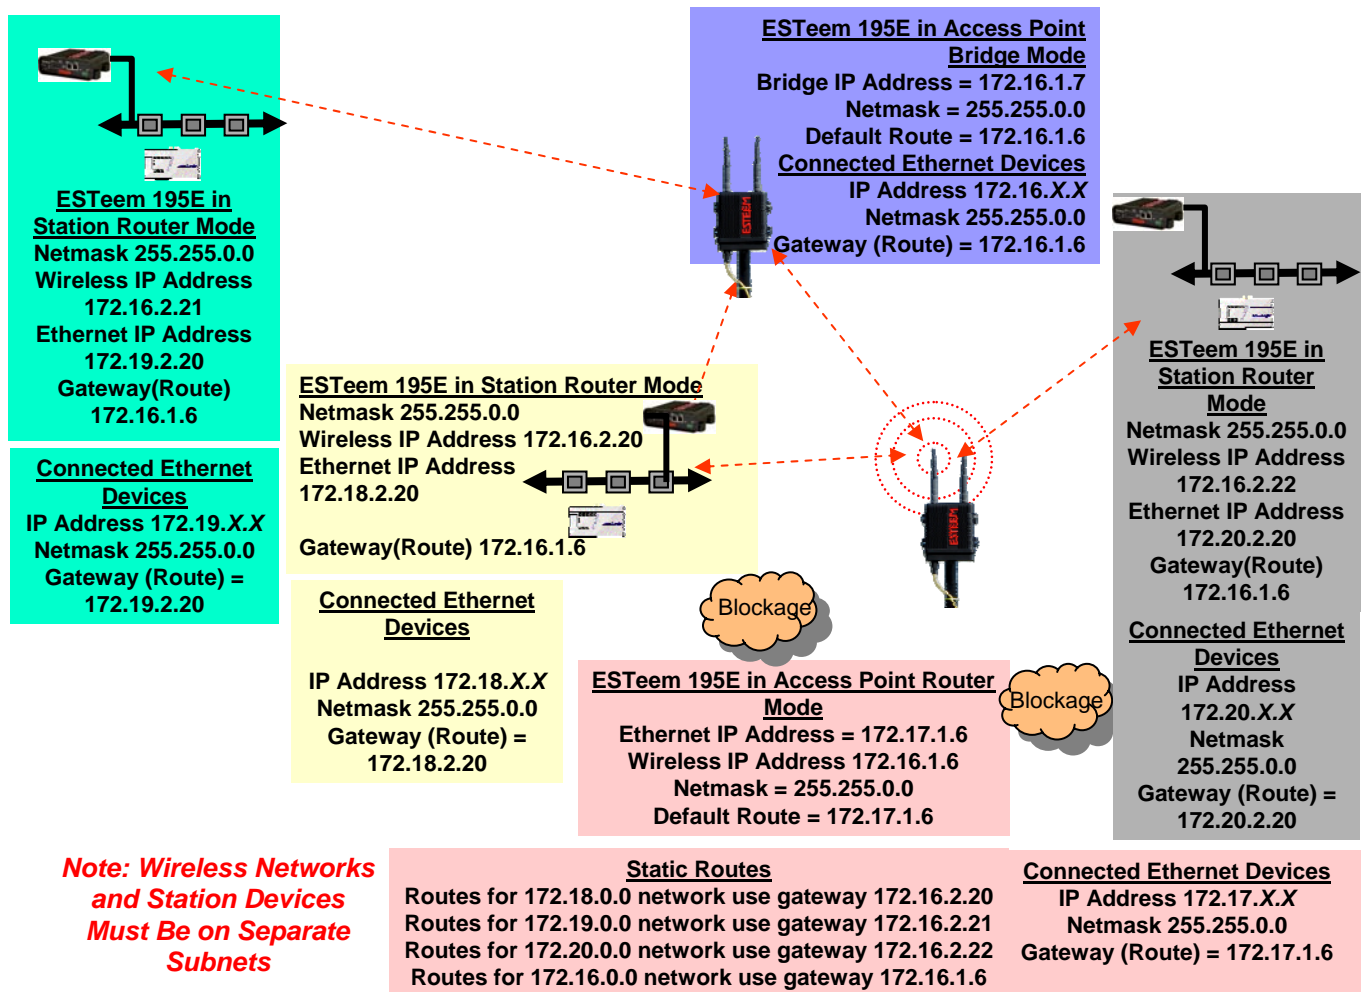 ESTeem 195E in Access Point
Bridge Mode
Bridge IP Address = 172.16.1.7
Netmask = 255.255.0.0
Default Route = 172.16.1.6
Connected Ethernet Devices
IP Address 172.16.X.X
Netmask 255.255.0.0
Gateway (Route) = 172.16.1.6
ESTEEM
ESTeem 195E in
Station Router Mode
Netmask 255.255.0.0
Wireless IP Address
172.16.2.21
Ethernet IP Address
172.19.2.20
Gateway(Route)
172.16.1.6
Connected Ethernet
Devices
IP Address 172.19.X.X
Netmask 255.255.0.0
Gateway (Route) =
172.19.2.20
ESTeem 195E in Station Router Mode
Netmask 255.255.0.0
Wireless IP Address 172.16.2.20
Ethernet IP Address
172.18.2.20
Gateway(Route) 172.16.1.6
Connected Ethernet
Devices
IP Address 172.18.X.X
Netmask 255.255.0.0
Gateway (Route) =
172.18.2.20
ESTEEM
Blockage
Blockage
ESTeem 195E in
Station Router
Mode
Netmask 255.255.0.0
Wireless IP Address
172.16.2.22
Ethernet IP Address
172.20.2.20
Gateway(Route)
172.16.1.6
Connected Ethernet
Devices
IP Address
172.20.X.X
Netmask
255.255.0.0
Gateway (Route) =
172.20.2.20
ESTeem 195E in Access Point Router
Mode
Ethernet IP Address = 172.17.1.6
Wireless IP Address 172.16.1.6
Netmask = 255.255.0.0
Default Route = 172.17.1.6
Note: Wireless Networks
and Station Devices
Must Be on Separate
Subnets
Static Routes
Routes for 172.18.0.0 network use gateway 172.16.2.20
Routes for 172.19.0.0 network use gateway 172.16.2.21
Routes for 172.20.0.0 network use gateway 172.16.2.22
Routes for 172.16.0.0 network use gateway 172.16.1.6
Connected Ethernet Devices
IP Address 172.17.X.X
Netmask 255.255.0.0
Gateway (Route) = 172.17.1.6